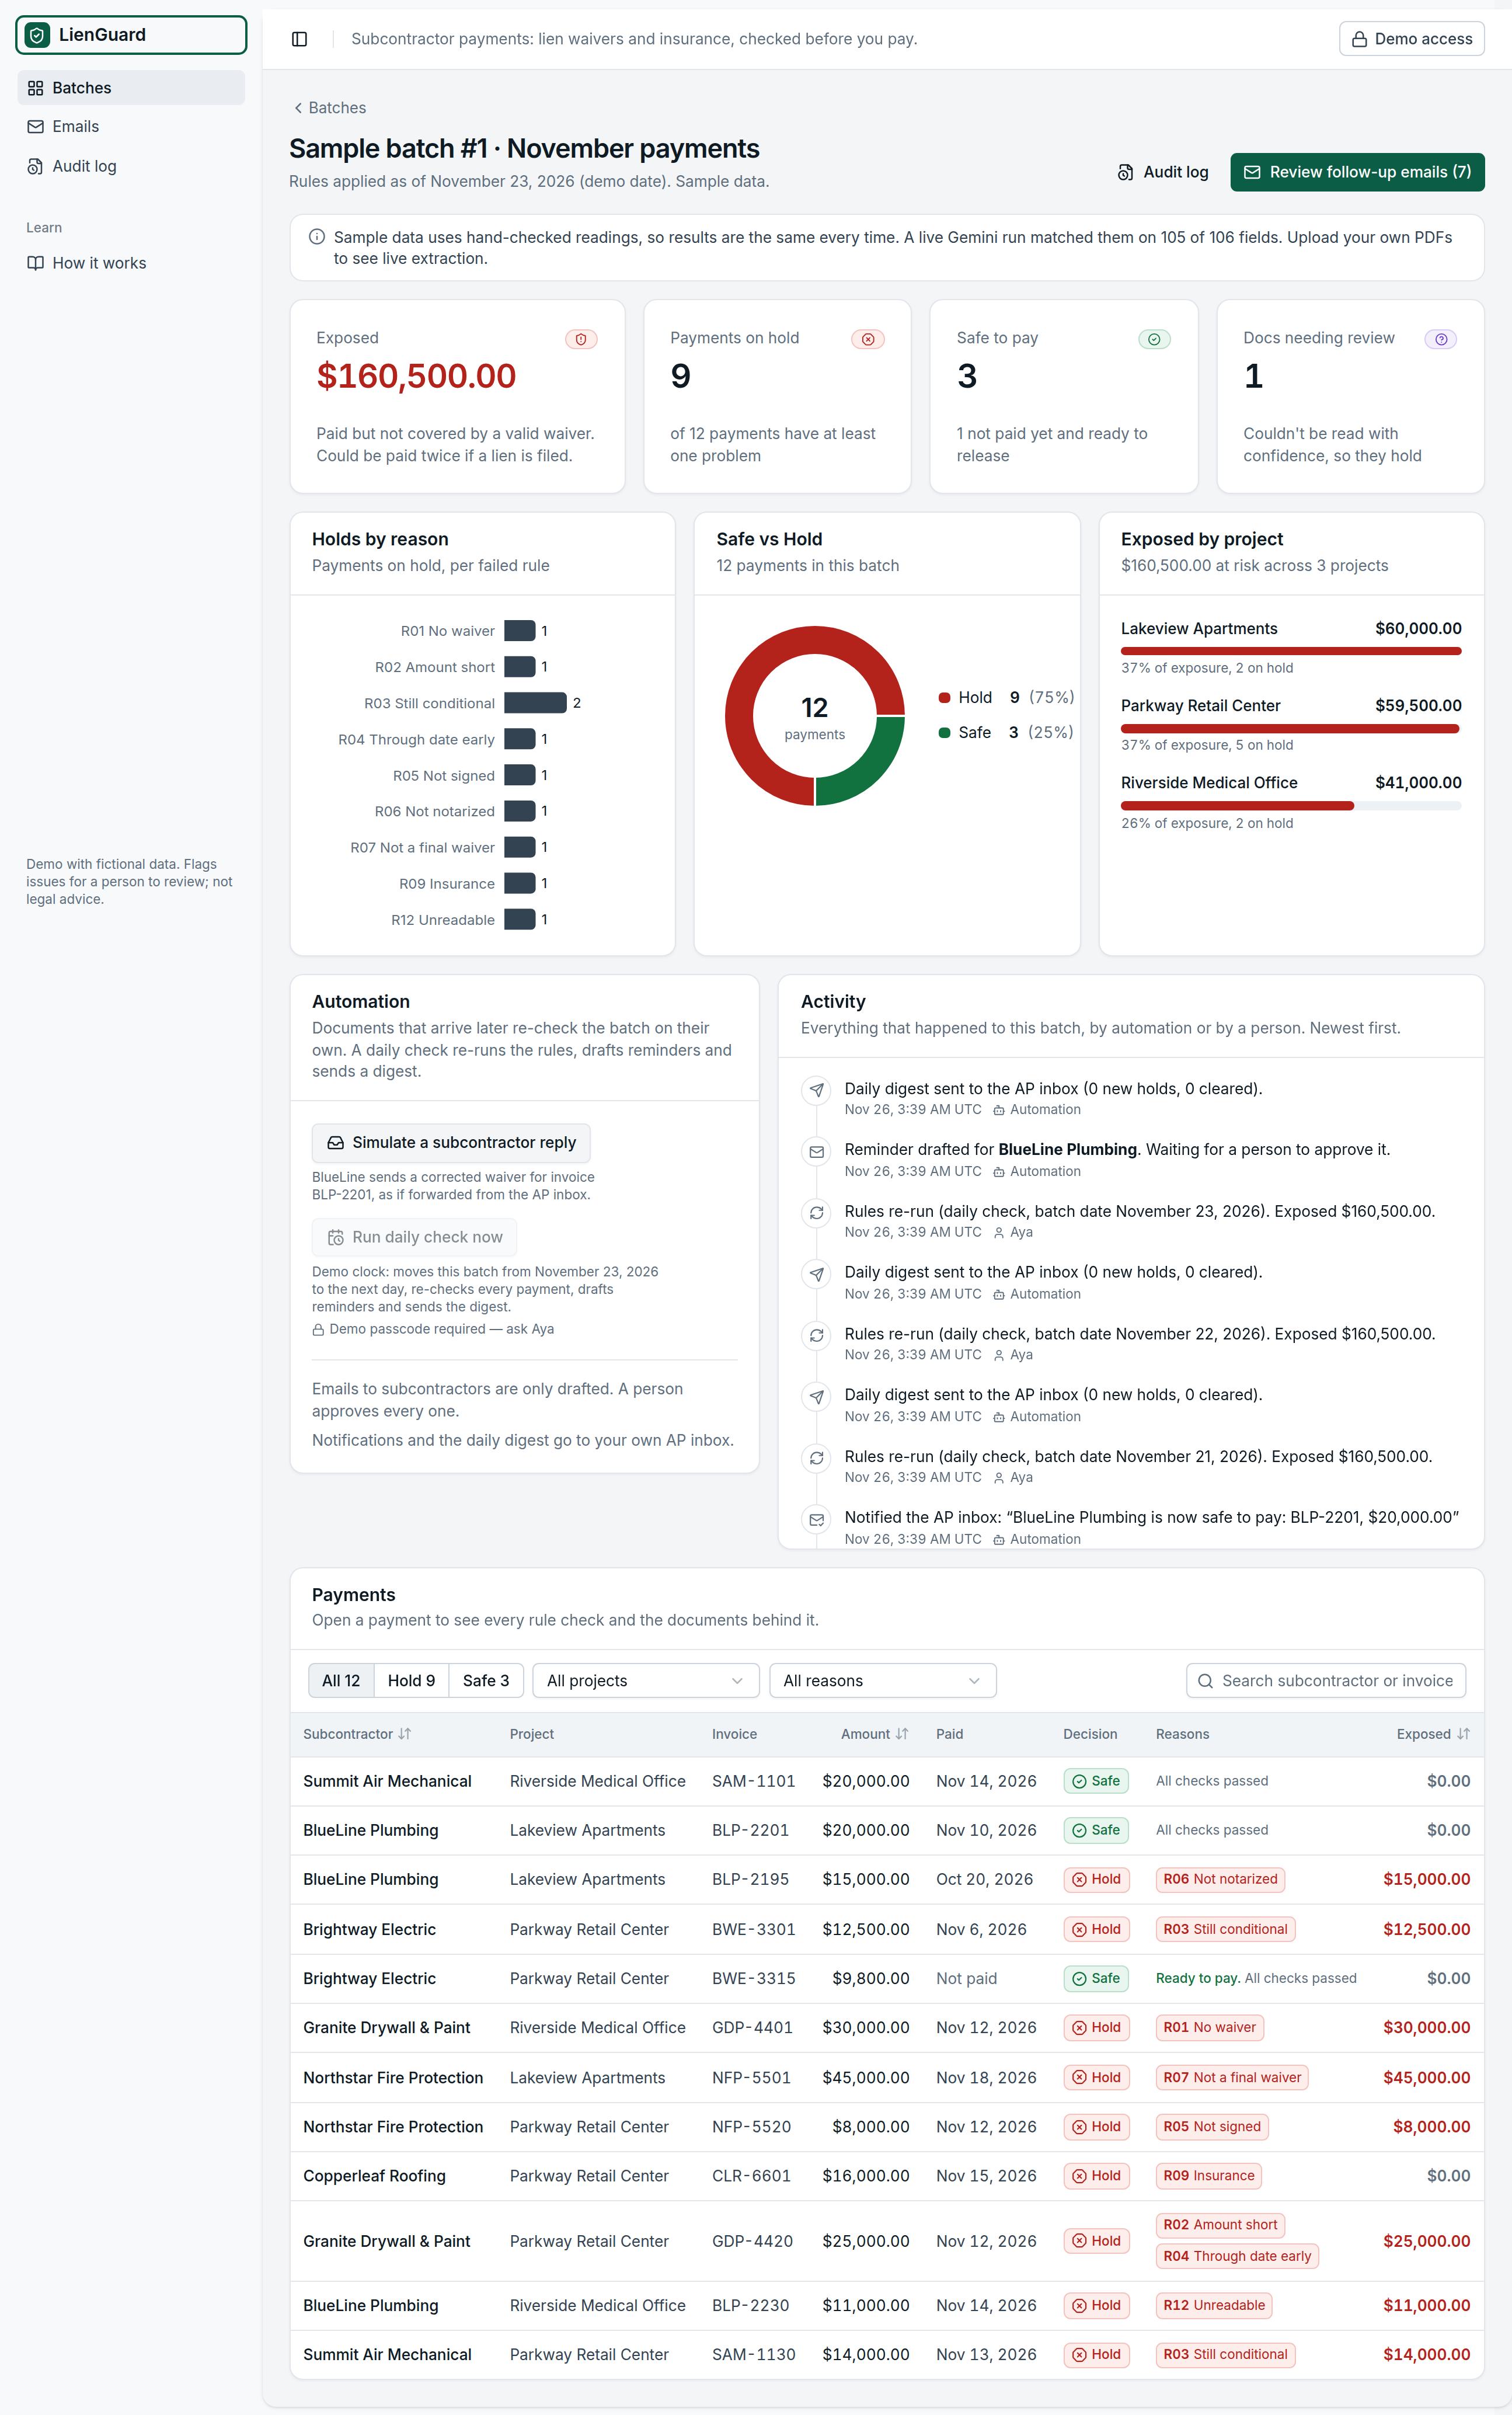 LienGuard
Batches
Emails
Audit log
Learn
How it works
Demo with fictional data. Flags
issues for a person to review; not
legal advice.
Subcontractor payments: lien waivers and insurance, checked before you pay.
Demo access
Batches
Sample batch #1 · November payments
Rules applied as of November 23, 2026 (demo date). Sample data.
Audit log
Review follow-up emails (7)
Sample data uses hand-checked readings, so results are the same every time. A live Gemini run matched them on 105 of 106 fields. Upload your own PDFs
to see live extraction.
Exposed
$160,500.00
Paid but not covered by a valid waiver.
Could be paid twice if a lien is filed.
Payments on hold
9
of 12 payments have at least
one problem
Safe to pay
3
1 not paid yet and ready to
release
Docs needing review
1
Couldn't be read with
confidence, so they hold
Holds by reason
Payments on hold, per failed rule
R01 No waiver 1
R02 Amount short 1
R03 Still conditional 2
R04 Through date early 1
R05 Not signed 1
R06 Not notarized 1
R07 Not a final waiver 1
R09 Insurance 1
R12 Unreadable 1
Safe vs Hold
12 payments in this batch
12
payments
Hold 9 (75%)
Safe 3 (25%)
Exposed by project
$160,500.00 at risk across 3 projects
Lakeview Apartments $60,000.00
37% of exposure, 2 on hold
Parkway Retail Center $59,500.00
37% of exposure, 5 on hold
Riverside Medical Office $41,000.00
26% of exposure, 2 on hold
Automation
Documents that arrive later re-check the batch on their
own. A daily check re-runs the rules, drafts reminders and
sends a digest.
Simulate a subcontractor reply
BlueLine sends a corrected waiver for invoice
BLP-2201, as if forwarded from the AP inbox.
Run daily check now
Demo clock: moves this batch from November 23, 2026
to the next day, re-checks every payment, drafts
reminders and sends the digest.
Demo passcode required — ask Aya
Emails to subcontractors are only drafted. A person
approves every one.
Notifications and the daily digest go to your own AP inbox.
Activity
Everything that happened to this batch, by automation or by a person. Newest first.
Daily digest sent to the AP inbox (0 new holds, 0 cleared).
Nov 26, 3:39 AM UTC Automation
Reminder drafted for BlueLine Plumbing. Waiting for a person to approve it.
Nov 26, 3:39 AM UTC Automation
Rules re-run (daily check, batch date November 23, 2026). Exposed $160,500.00.
Nov 26, 3:39 AM UTC Aya
Daily digest sent to the AP inbox (0 new holds, 0 cleared).
Nov 26, 3:39 AM UTC Automation
Rules re-run (daily check, batch date November 22, 2026). Exposed $160,500.00.
Nov 26, 3:39 AM UTC Aya
Daily digest sent to the AP inbox (0 new holds, 0 cleared).
Nov 26, 3:39 AM UTC Automation
Rules re-run (daily check, batch date November 21, 2026). Exposed $160,500.00.
Nov 26, 3:39 AM UTC Aya
Notified the AP inbox: “BlueLine Plumbing is now safe to pay: BLP-2201, $20,000.00”
Nov 26, 3:39 AM UTC Automation
Payments
Open a payment to see every rule check and the documents behind it.
All 12 Hold 9 Safe 3 All projects All reasons Search subcontractor or invoice
Subcontractor Project Invoice Amount Paid Decision Reasons Exposed
Summit Air Mechanical Riverside Medical Office SAM-1101 $20,000.00 Nov 14, 2026 Safe All checks passed $0.00
BlueLine Plumbing Lakeview Apartments BLP-2201 $20,000.00 Nov 10, 2026 Safe All checks passed $0.00
BlueLine Plumbing Lakeview Apartments BLP-2195 $15,000.00 Oct 20, 2026 Hold R06 Not notarized $15,000.00
Brightway Electric Parkway Retail Center BWE-3301 $12,500.00 Nov 6, 2026 Hold R03 Still conditional $12,500.00
Brightway Electric Parkway Retail Center BWE-3315 $9,800.00 Not paid Safe Ready to pay. All checks passed $0.00
Granite Drywall & Paint Riverside Medical Office GDP-4401 $30,000.00 Nov 12, 2026 Hold R01 No waiver $30,000.00
Northstar Fire Protection Lakeview Apartments NFP-5501 $45,000.00 Nov 18, 2026 Hold R07 Not a final waiver $45,000.00
Northstar Fire Protection Parkway Retail Center NFP-5520 $8,000.00 Nov 12, 2026 Hold R05 Not signed $8,000.00
Copperleaf Roofing Parkway Retail Center CLR-6601 $16,000.00 Nov 15, 2026 Hold R09 Insurance $0.00
Granite Drywall & Paint Parkway Retail Center GDP-4420 $25,000.00 Nov 12, 2026 Hold R02 Amount short R04 Through date early $25,000.00
BlueLine Plumbing Riverside Medical Office BLP-2230 $11,000.00 Nov 14, 2026 Hold R12 Unreadable $11,000.00
Summit Air Mechanical Parkway Retail Center SAM-1130 $14,000.00 Nov 13, 2026 Hold R03 Still conditional $14,000.00